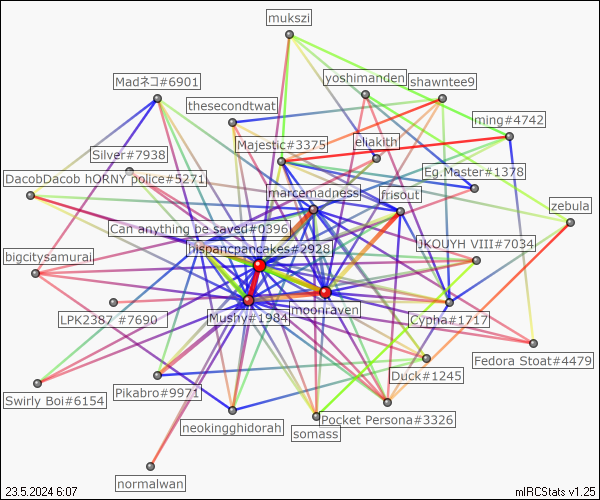 mukszi
yoshimanden
shawntee9
Madネコ#6901
thesecondtwat
ming#4742
Majestic#3375
eliakith
Silver#7938
Eg.Master#1378
DacobDacob hORNY police#5271
marcemadness
frisout
zebula
Can anything be saved#0396
hispancpancakes#2928
JKOUYH VIII#7034
bigcitysamurai
moonraven
LPK2387 #7690
Mushy#1984
Cypha#1717
Fedora Stoat#4479
Duck#1245
Pikabro#9971
Swirly Boi#6154
Pocket Persona#3326
neokingghidorah
somass
normalwan
23.5.2024 6:07
mIRCStats v1.25